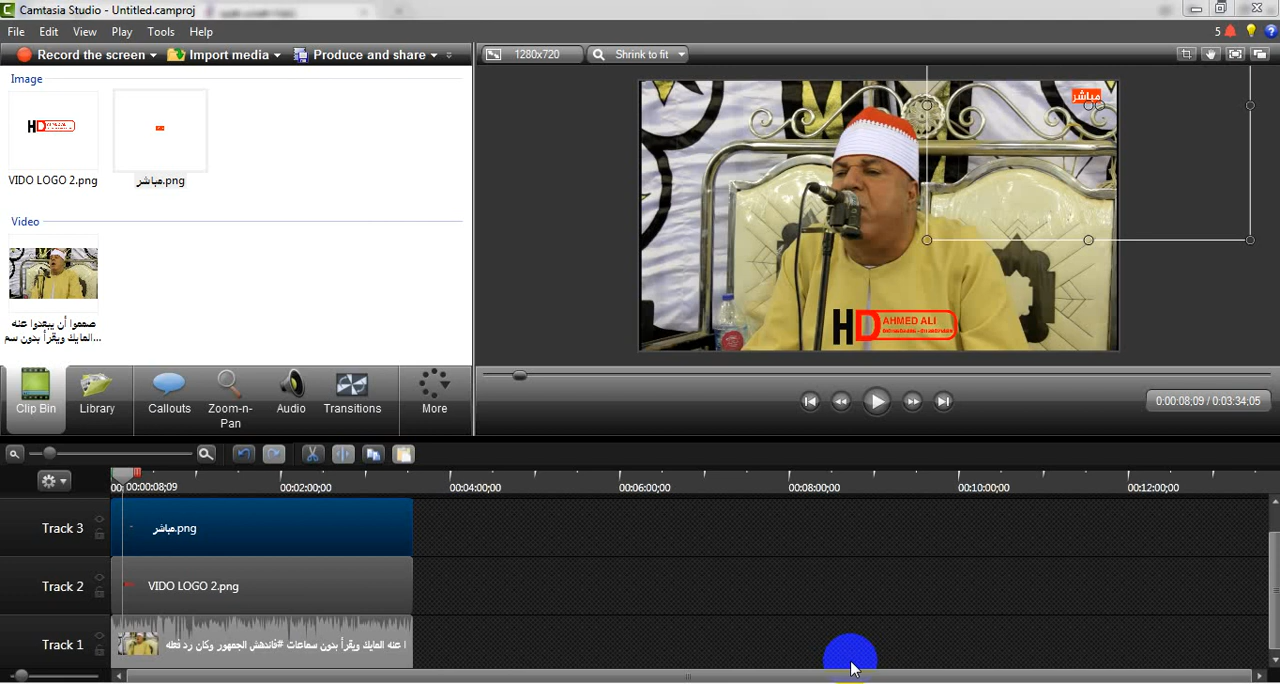 Camtasia Studio - Untitled.camproj
File Edit View Play Tools Help
5
Record the screen Import media Produce and share
1280x720 Shrink to fit
Image
VIDO LOGO 2.png
مباشر.png
Video
صمموا أن يبعدوا عنه
المايك ويقرأ بدون سم...
مباشر
HD AHMED ALI
Clip Bin
Library
Callouts
Zoom-n-Pan
Audio
Transitions
More
0:00:08;09 / 0:03:34;05
00:00:08;09 00:02:00;00 00:04:00;00 00:06:00;00 00:08:00;00 00:10:00;00 00:12:00;00
Track 3 مباشر.png
Track 2 VIDO LOGO 2.png
Track 1 ا عنه المايك ويقرأ بدون سماعات #فاندهش الجمهور وكان رد فعله